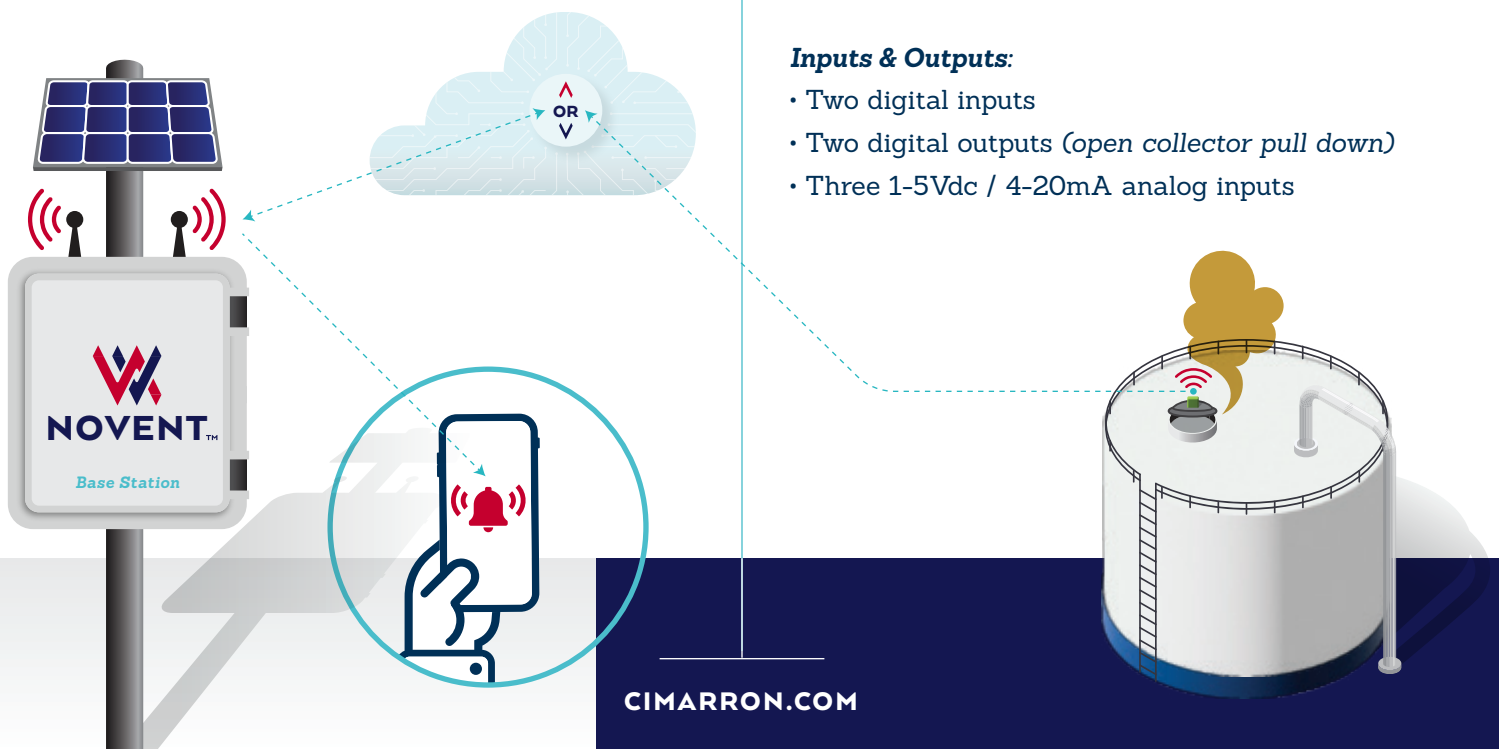 Inputs & Outputs:
• Two digital inputs
• Two digital outputs (open collector pull down)
• Three 1-5Vdc / 4-20mA analog inputs
OR
NOVENT™
Base Station
CIMARRON.COM